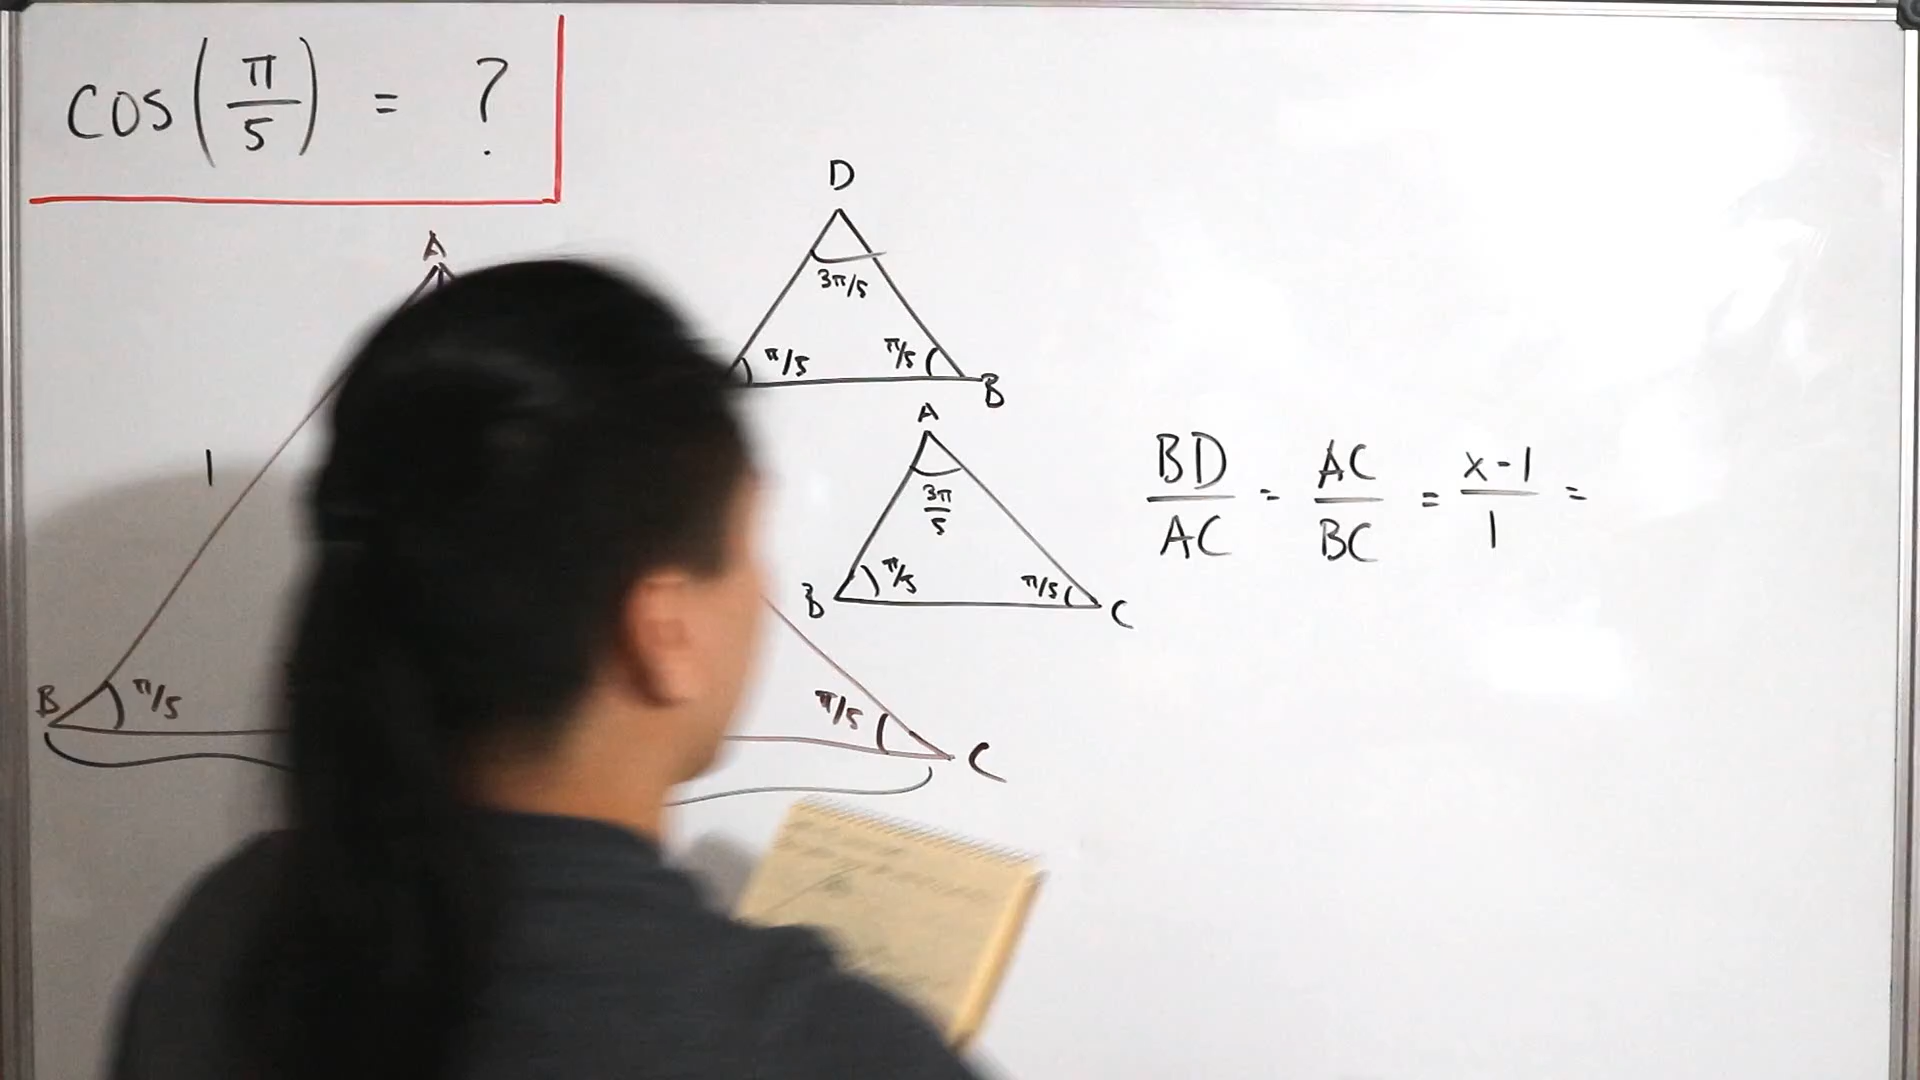 cos(π/5) = ?
A
1
B
π/5
π/5
C
D
3π/5
π/5
π/5
B
A
3π/5
B
π/5
π/5
C
BD/AC = AC/BC = x-1/1 =